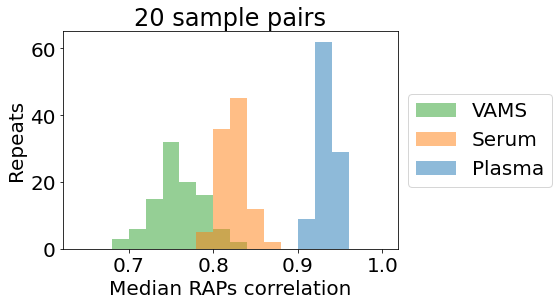 20 sample pairs
60
40
20
0
Repeats
0.7 0.8 0.9 1.0
Median RAPs correlation
VAMS
Serum
Plasma